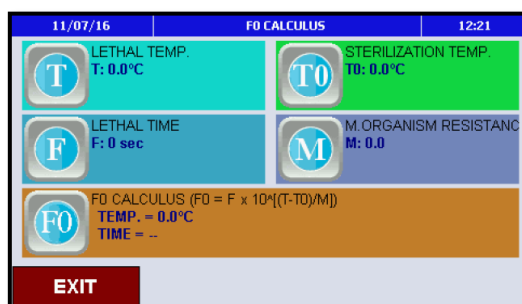 11/07/16 F0 CALCULUS 12:21
T
LETHAL TEMP.
T: 0.0°C
T0
STERILIZATION TEMP.
T0: 0.0°C
F
LETHAL TIME
F: 0 sec
M
M.ORGANISM RESISTANC
M: 0.0
F0
F0 CALCULUS (F0 = F x 10^[(T-T0)/M])
TEMP. = 0.0°C
TIME = --
EXIT